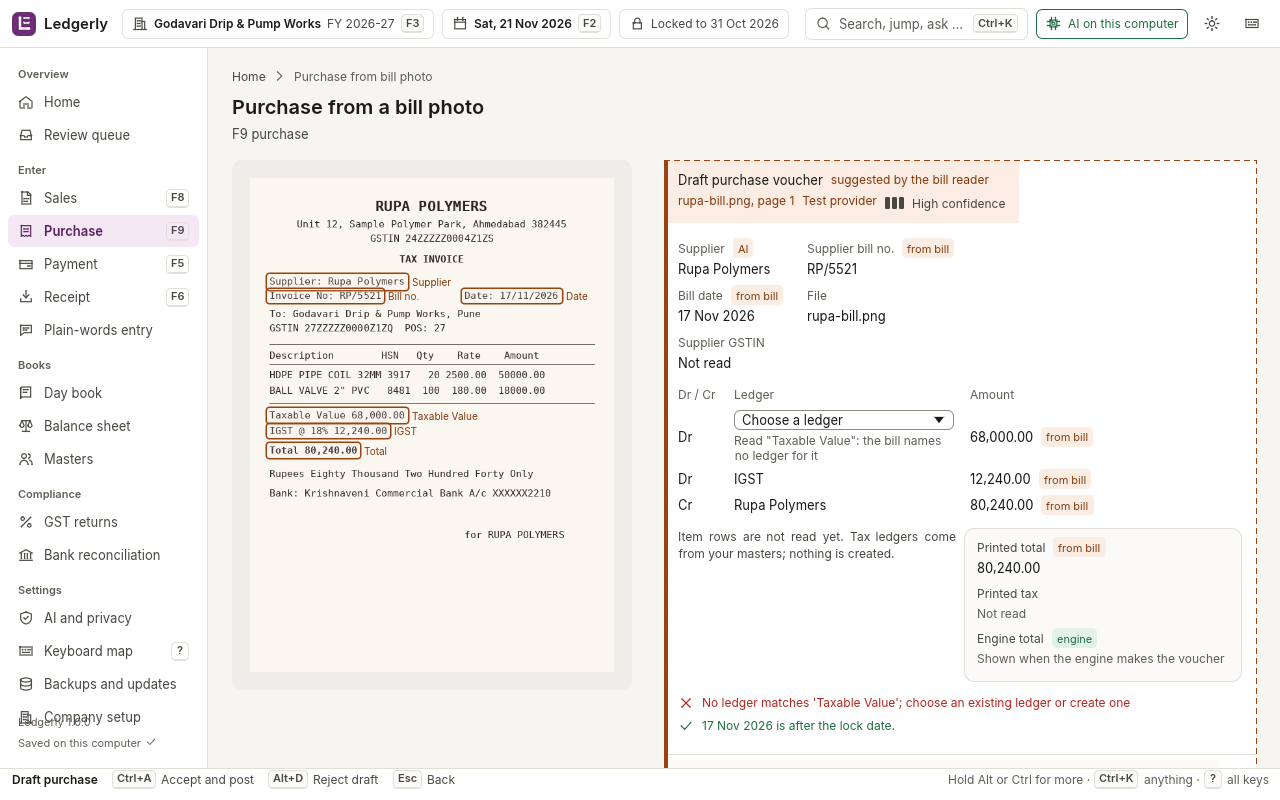 Ledgerly
Godavari Drip & Pump Works FY 2026-27 F3
Sat, 21 Nov 2026 F2
Locked to 31 Oct 2026
Search, jump, ask ... Ctrl+K
AI on this computer
Overview
Home
Review queue
Enter
Sales F8
Purchase F9
Payment F5
Receipt F6
Plain-words entry
Books
Day book
Balance sheet
Masters
Compliance
GST returns
Bank reconciliation
Settings
AI and privacy
Keyboard map ?
Backups and updates
Company setup
Saved on this computer
Home > Purchase from bill photo
Purchase from a bill photo
F9 purchase
RUPA POLYMERS
Unit 12, Sample Polymer Park, Ahmedabad 382445
GSTIN 24ZZZZZ0004Z1ZS
TAX INVOICE
Supplier: Rupa Polymers Supplier
Invoice No: RP/5521 Bill no. Date: 17/11/2026 Date
To: Godavari Drip & Pump Works, Pune
GSTIN 27ZZZZZ0000Z1ZQ POS: 27
Description HSN Qty Rate Amount
HDPE PIPE COIL 32MM 3917 20 2500.00 50000.00
BALL VALVE 2" PVC 8481 100 180.00 18000.00
Taxable Value 68,000.00 Taxable Value
IGST @ 18% 12,240.00 IGST
Total 80,240.00 Total
Rupees Eighty Thousand Two Hundred Forty Only
Bank: Krishnaveni Commercial Bank A/c XXXXXX2210
for RUPA POLYMERS
Draft purchase voucher suggested by the bill reader
rupa-bill.png, page 1 Test provider High confidence
Supplier AI Supplier bill no. from bill
Rupa Polymers RP/5521
Bill date from bill File
17 Nov 2026 rupa-bill.png
Supplier GSTIN
Not read
Dr / Cr Ledger Amount
Choose a ledger
Dr 68,000.00 from bill
Read "Taxable Value": the bill names
no ledger for it
Dr IGST 12,240.00 from bill
Cr Rupa Polymers 80,240.00 from bill
Item rows are not read yet. Tax ledgers come
from your masters; nothing is created.
Printed total from bill
80,240.00
Printed tax
Not read
Engine total engine
Shown when the engine makes the voucher
No ledger matches 'Taxable Value'; choose an existing ledger or create one
17 Nov 2026 is after the lock date.
Draft purchase Ctrl+A Accept and post Alt+D Reject draft Esc Back
Hold Alt or Ctrl for more · Ctrl+K anything · ? all keys